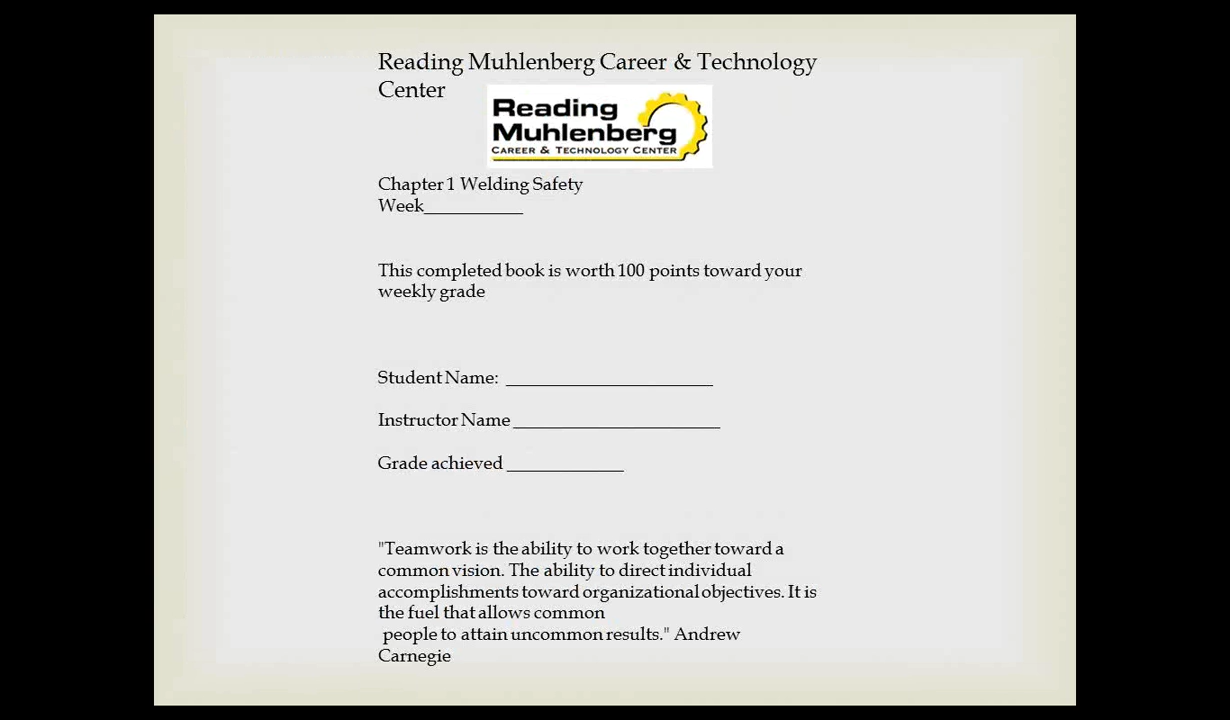 Reading Muhlenberg Career & Technology
Center
Reading
Muhlenberg
CAREER & TECHNOLOGY CENTER
Chapter 1 Welding Safety
Week___________
This completed book is worth 100 points toward your
weekly grade
Student Name: _______________________
Instructor Name _______________________
Grade achieved _____________
"Teamwork is the ability to work together toward a
common vision. The ability to direct individual
accomplishments toward organizational objectives. It is
the fuel that allows common
people to attain uncommon results." Andrew
Carnegie